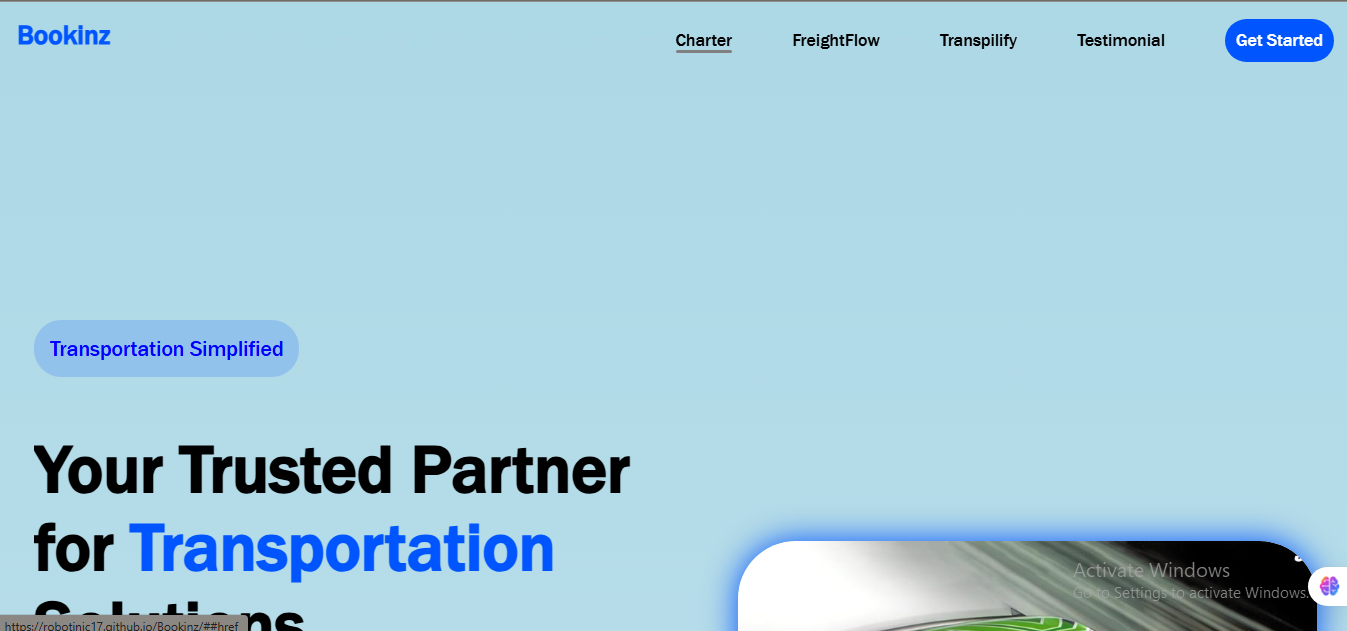 Bookinz
Charter FreightFlow Transpilify Testimonial Get Started
Transportation Simplified
Your Trusted Partner
for Transportation
Solutions
Activate Windows
Go to Settings to activate Windows.
https://robotinic17.github.io/Bookinz/##href